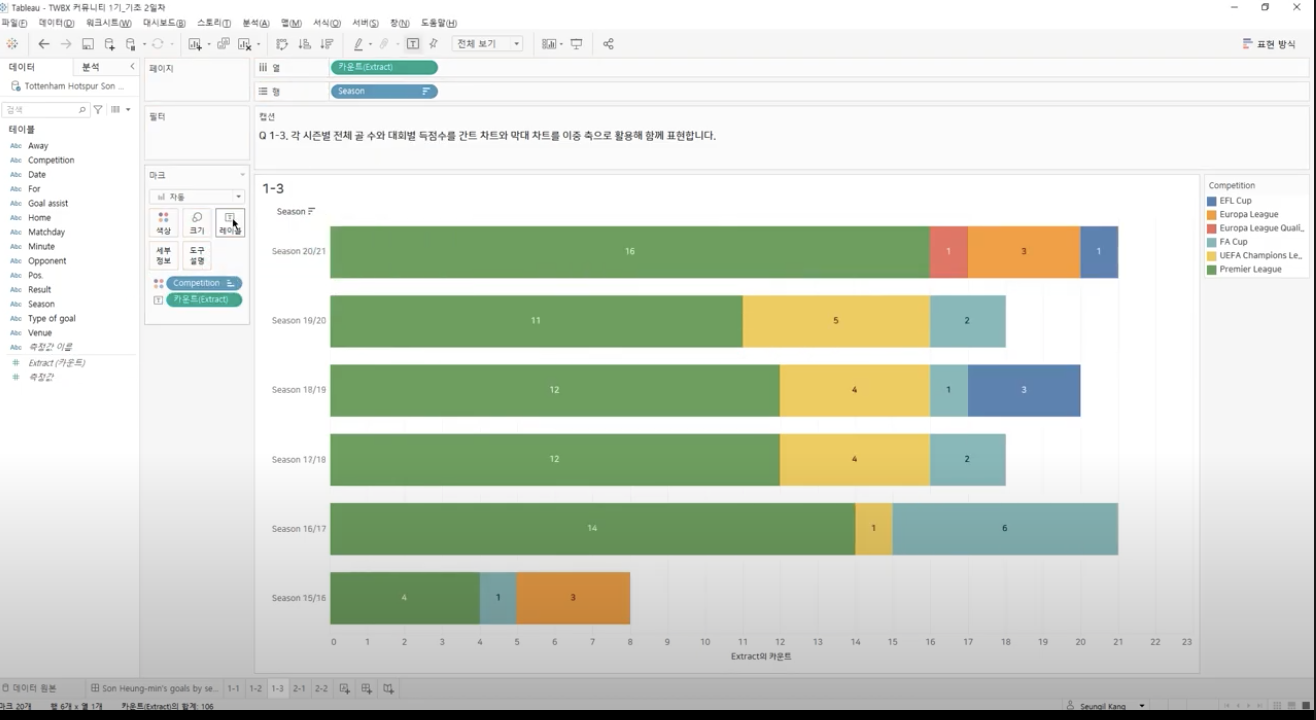 Tableau - TWBX 커뮤니티 1기_기초 2일차
파일(F) 데이터(D) 워크시트(W) 대시보드(B) 스토리(T) 분석(A) 맵(M) 서식(O) 서버(S) 창(N) 도움말(H)
전체 보기
표현 방식
데이터 분석
Tottenham Hotspur Son ...
검색
테이블
Abc Away
Abc Competition
Abc Date
Abc For
Abc Goal assist
Abc Home
Abc Matchday
Abc Minute
Abc Opponent
Abc Pos.
Abc Result
Abc Season
Abc Type of goal
Abc Venue
Abc 측정값 이름
# Extract (카운트)
# 측정값
페이지
필터
마크
자동
색상 크기 레이블
세부 정보 도구 설명
Competition
카운트(Extract)
열 카운트(Extract)
행 Season
캡션
Q 1-3. 각 시즌별 전체 골 수와 대회별 득점수를 간트 차트와 막대 차트를 이중 축으로 활용해 함께 표현합니다.
1-3
Season
Season 20/21 16 1 3 1
Season 19/20 11 5 2
Season 18/19 12 4 1 3
Season 17/18 12 4 2
Season 16/17 14 1 6
Season 15/16 4 1 3
0 1 2 3 4 5 6 7 8 9 10 11 12 13 14 15 16 17 18 19 20 21 22 23
Extract의 카운트
Competition
EFL Cup
Europa League
Europa League Quali..
FA Cup
UEFA Champions Le..
Premier League
데이터 원본 Son Heung-min's goals by se... 1-1 1-2 1-3 2-1 2-2
마크 20개 행 6개 x 열 1개 카운트(Extract)의 합계: 106
Seungil Kang